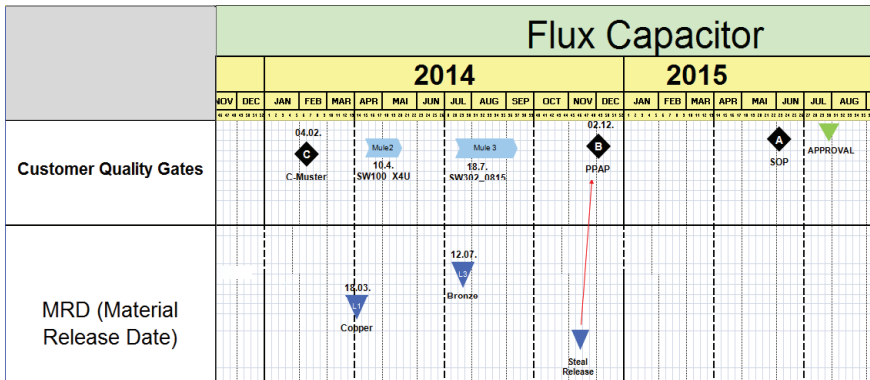 Flux Capacitor
2014
2015
NOV DEC JAN FEB MAR APR MAI JUN JUL AUG SEP OCT NOV DEC JAN FEB MAR APR MAI JUN JUL AUG
Customer Quality Gates
04.02.
C
C-Muster
Mule2
10.4.
SW100_X4U
Mule 3
18.7.
SW302_0815
02.12.
B
PPAP
A
SOP
APPROVAL
MRD (Material
Release Date)
18.03.
L1
Copper
12.07.
L3
Bronze
Steal
Release